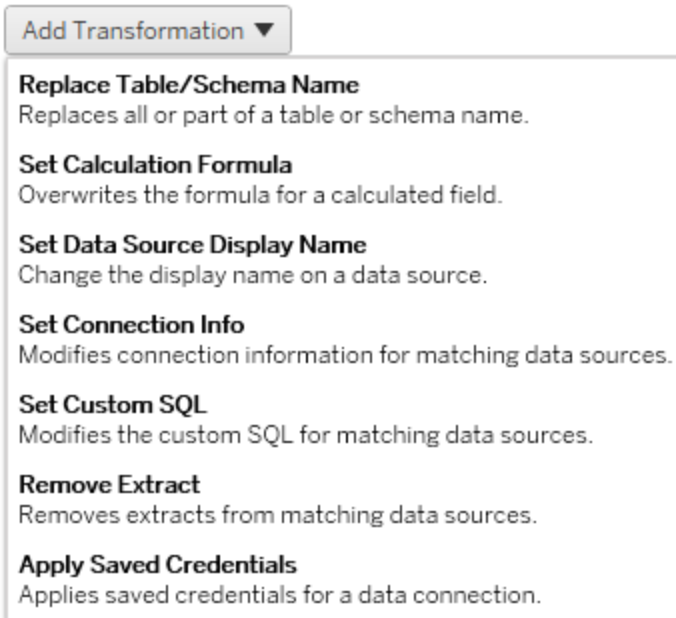 Add Transformation ▼
Replace Table/Schema Name
Replaces all or part of a table or schema name.
Set Calculation Formula
Overwrites the formula for a calculated field.
Set Data Source Display Name
Change the display name on a data source.
Set Connection Info
Modifies connection information for matching data sources.
Set Custom SQL
Modifies the custom SQL for matching data sources.
Remove Extract
Removes extracts from matching data sources.
Apply Saved Credentials
Applies saved credentials for a data connection.